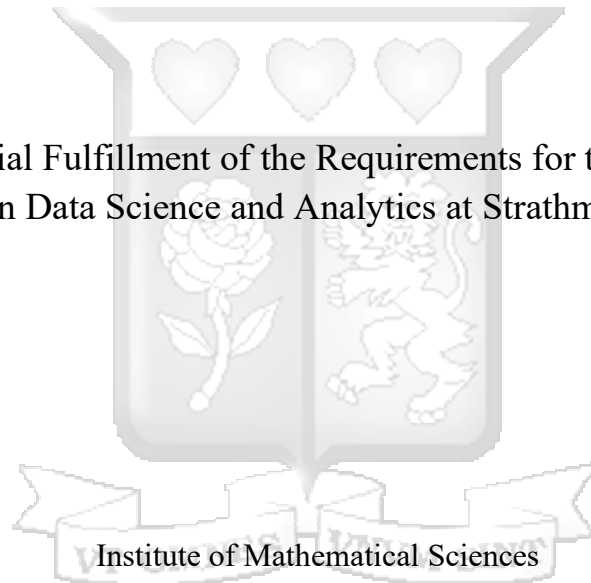 ial Fulfillment of the Requirements for t
n Data Science and Analytics at Strathm
Institute of Mathematical Sciences